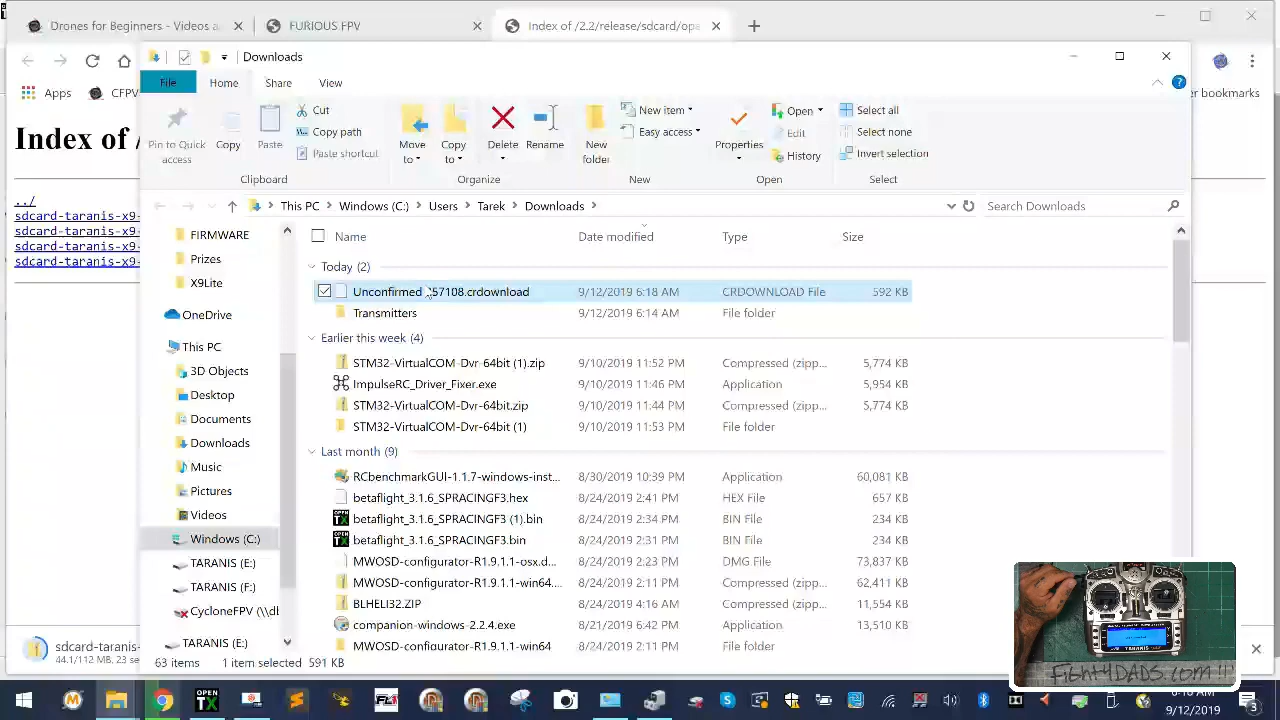 Drones for Beginners - Videos a
FURIOUS FPV
Index of /2.2/release/sdcard/ope
Downloads
Apps
CFPV
er bookmarks
File
Home
Share
View
Pin to Quick access
Copy
Paste
Cut
Copy path
Paste shortcut
Clipboard
Move to
Copy to
Delete
Rename
Organize
New folder
New item
Easy access
New
Properties
Open
Edit
History
Open
Select all
Select none
Invert selection
Select
Index of /
../
sdcard-taranis-x9-
sdcard-taranis-x9-
sdcard-taranis-x9-
sdcard-taranis-x9-
This PC > Windows (C:) > Users > Tarek > Downloads >
Search Downloads
Name Date modified Type Size
FIRMWARE
Prizes
X9Lite
OneDrive
This PC
3D Objects
Desktop
Documents
Downloads
Music
Pictures
Videos
Windows (C:)
TARANIS (E:)
TARANIS (F:)
CycloneFPV (\\dl
TARANIS (E:)
Today (2)
Unconfirmed 57108.crdownload 9/12/2019 6:18 AM CRDOWNLOAD File 592 KB
Transmitters 9/12/2019 6:14 AM File folder
Earlier this week (4)
STM32-VirtualCOM-Dvr-64bit (1).zip 9/10/2019 11:52 PM Compressed (zipp... 5,774 KB
ImpulseRC_Driver_Fixer.exe 9/10/2019 11:46 PM Application 5,954 KB
STM32-VirtualCOM-Dvr-64bit.zip 9/10/2019 11:44 PM Compressed (zipp... 5,774 KB
STM32-VirtualCOM-Dvr-64bit (1) 9/10/2019 11:53 PM File folder
Last month (9)
RCbenchmarkGUI-1.1.7-windows-inst... 8/30/2019 10:39 PM Application 60,081 KB
betaflight_3.1.6_SPRACINGF3.hex 8/24/2019 2:41 PM HEX File 657 KB
betaflight_3.1.6_SPRACINGF3 (1).bin 8/24/2019 2:34 PM BIN File 234 KB
betaflight_3.1.6_SPRACINGF3.bin 8/24/2019 2:31 PM BIN File 234 KB
MWOSD-configurator-R1.9.1.1-osx.d... 8/24/2019 2:23 PM DMG File 73,837 KB
MWOSD-configurator-R1.9.1.1-win64.... 8/24/2019 2:11 PM Compressed (zipp... 62,411 KB
BLHELI32.ZIP 8/24/2019 4:16 AM Compressed (zipp... 11,554 KB
companion-windows-2.2.4.exe 8/21/2019 6:42 PM Application 13,510 KB
MWOSD-configurator-R1.9.1.1-win64 8/24/2019 2:11 PM File folder
63 items 1 item selected 591 KB
sdcard-taranis-
44.1/112 MB, 23 se
TARANIS
Fight4DADS.com !!!
OPEN TX
9/12/2019